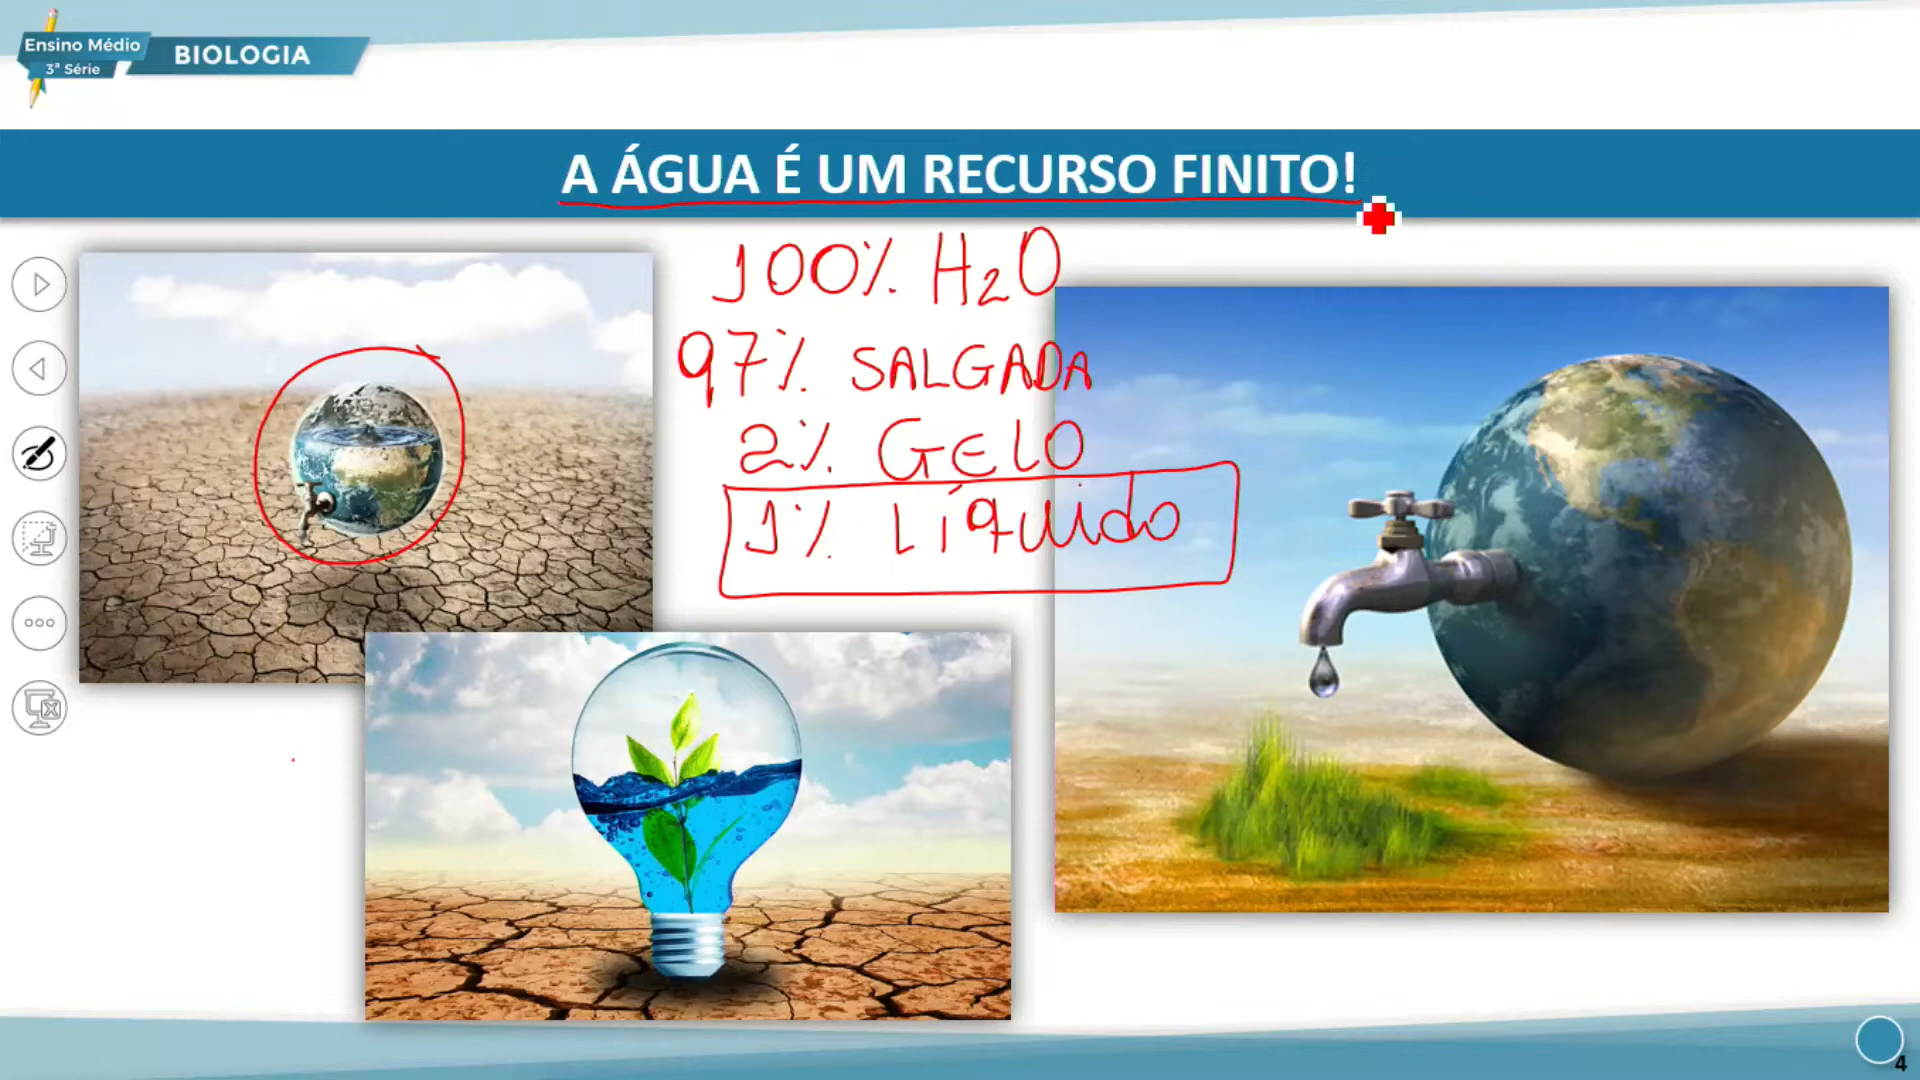 Ensino Médio
3ª Série
BIOLOGIA
A ÁGUA É UM RECURSO FINITO!
100% H2O
97% SALGADA
2% GELO
1% Líquido
4